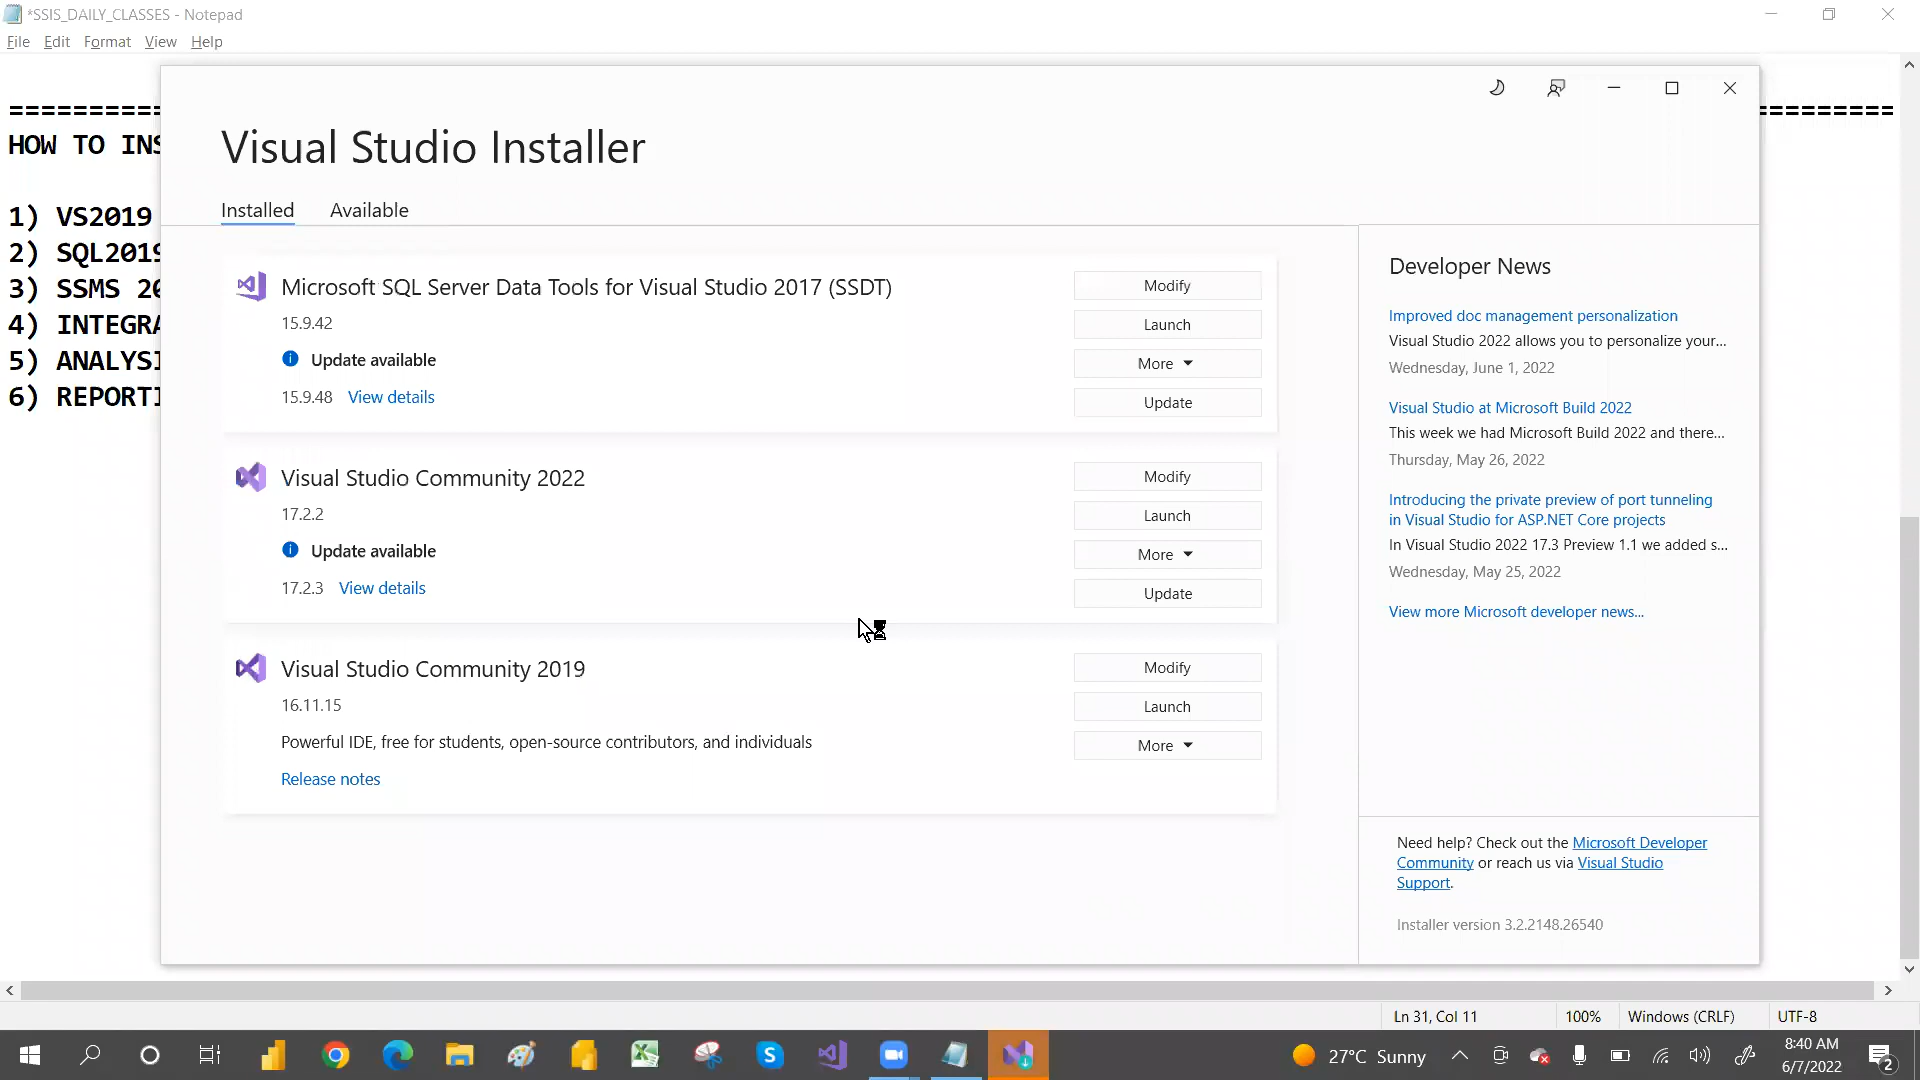 *SSIS_DAILY_CLASSES - Notepad
File Edit Format View Help
HOW TO INS
1) VS2019
2) SQL2019
3) SSMS 20
4) INTEGRA
5) ANALYSI
6) REPORTI
Visual Studio Installer
Installed Available
Microsoft SQL Server Data Tools for Visual Studio 2017 (SSDT)
15.9.42
Update available
15.9.48 View details
Modify
Launch
More
Update
Visual Studio Community 2022
17.2.2
Update available
17.2.3 View details
Modify
Launch
More
Update
Visual Studio Community 2019
16.11.15
Powerful IDE, free for students, open-source contributors, and individuals
Release notes
Modify
Launch
More
Developer News
Improved doc management personalization
Visual Studio 2022 allows you to personalize your...
Wednesday, June 1, 2022
Visual Studio at Microsoft Build 2022
This week we had Microsoft Build 2022 and there...
Thursday, May 26, 2022
Introducing the private preview of port tunneling
in Visual Studio for ASP.NET Core projects
In Visual Studio 2022 17.3 Preview 1.1 we added s...
Wednesday, May 25, 2022
View more Microsoft developer news...
Need help? Check out the Microsoft Developer
Community or reach us via Visual Studio
Support.
Installer version 3.2.2148.26540
Ln 31, Col 11 100% Windows (CRLF) UTF-8
27°C Sunny
8:40 AM
6/7/2022
2